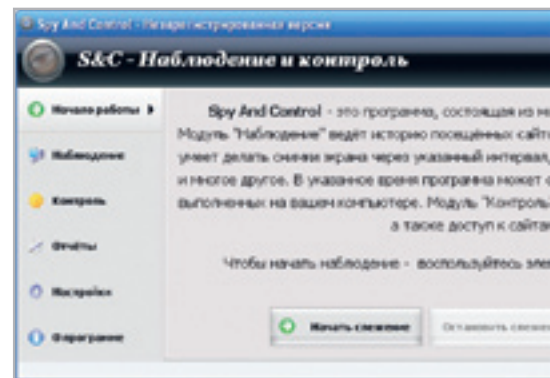 Spy And Control - Незарегистрированная версия
S&C - Наблюдение и контроль
Начало работы
Наблюдение
Контроль
Отчёты
Настройки
О программе
Spy And Control - это программа, состоящая из
Модуль "Наблюдение" ведёт историю посещённых
умеет делать снимки экрана через указанный интервал,
и многое другое. В указанное время программа может
выполненных на вашем компьютере. Модуль "Контроль
а также доступ к
Чтобы начать наблюдение - воспользуйтесь
Начать слежение
Остановить